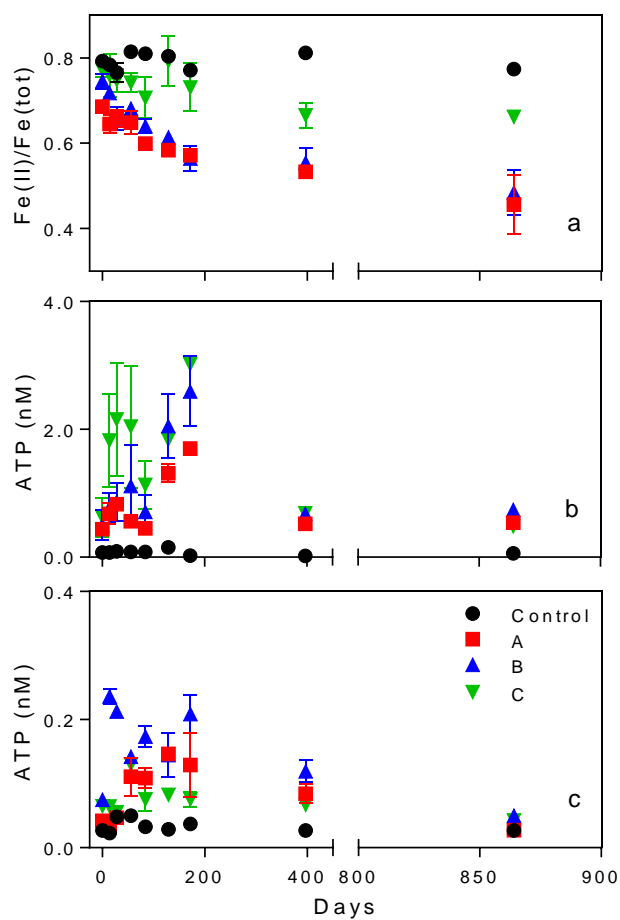 0.8
0.6
0.4
Fe(II)/Fe(tot)
a
4.0
2.0
0.0
ATP (nM)
b
0.4
0.2
0.0
ATP (nM)
Control
A
B
C
c
0 200 400 800 850 900
Days